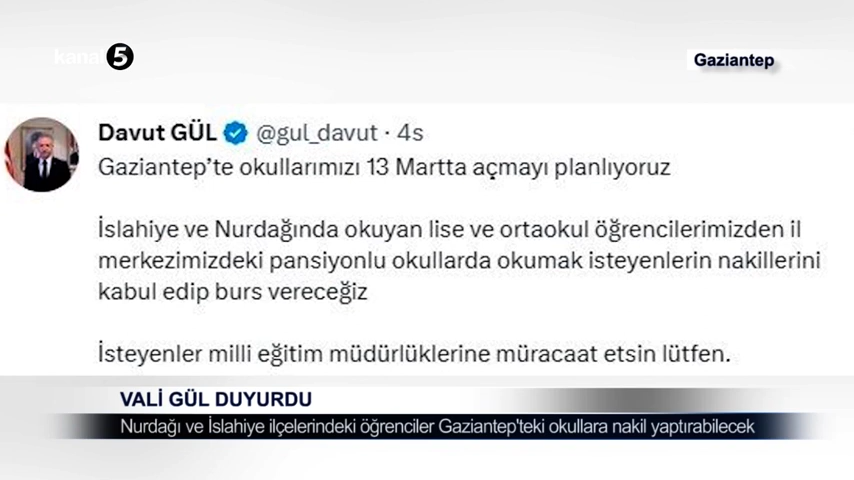 kanal 5
Gaziantep
Davut GÜL @gul_davut · 4s
Gaziantep’te okullarımızı 13 Martta açmayı planlıyoruz
İslahiye ve Nurdağında okuyan lise ve ortaokul öğrencilerimizden il
merkezimizdeki pansiyonlu okullarda okumak isteyenlerin nakillerini
kabul edip burs vereceğiz
İsteyenler milli eğitim müdürlüklerine müracaat etsin lütfen.
VALİ GÜL DUYURDU
Nurdağı ve İslahiye ilçelerindeki öğrenciler Gaziantep'teki okullara nakil yaptırabilecek